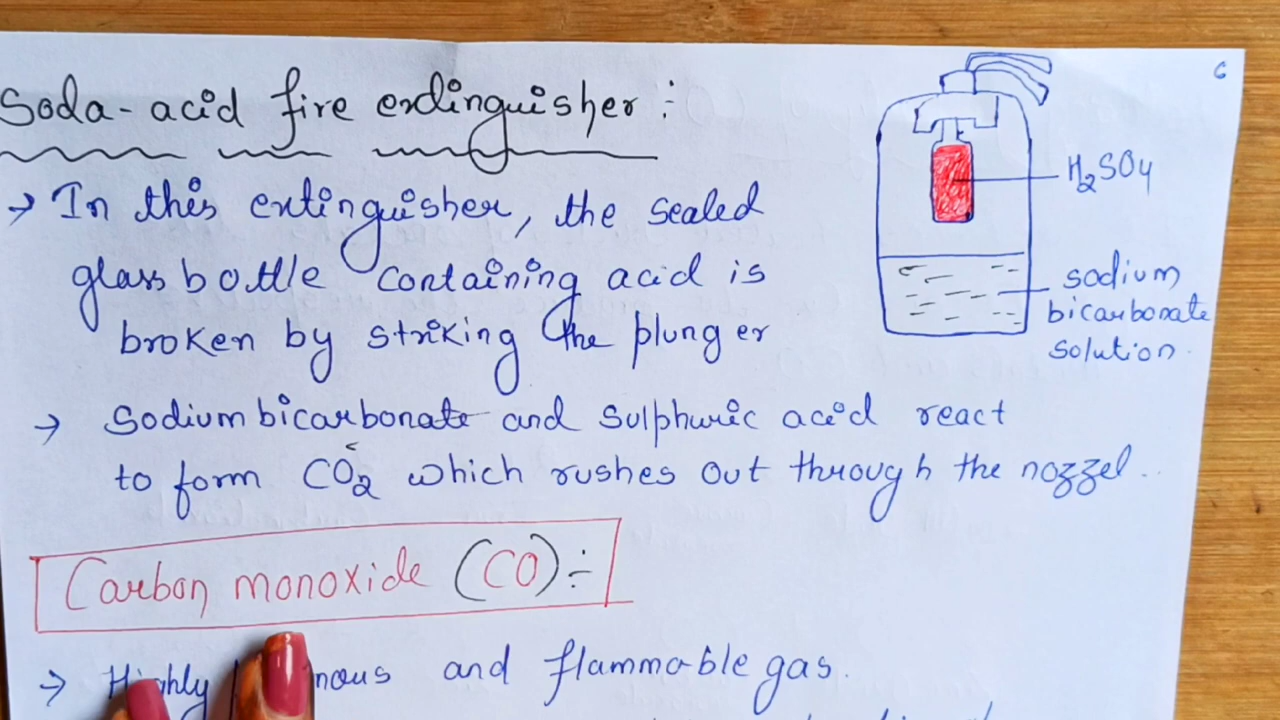 6
Soda-acid fire extinguisher :
→ In this extinguisher, the sealed
glass bottle containing acid is
broken by striking the plunger
H₂SO₄
sodium
bicarbonate
solution.
→ Sodium bicarbonate and sulphuric acid react
to form CO₂ which rushes out through the nozzel.
Carbon monoxide (CO) :-
→ Highly and flammable gas.